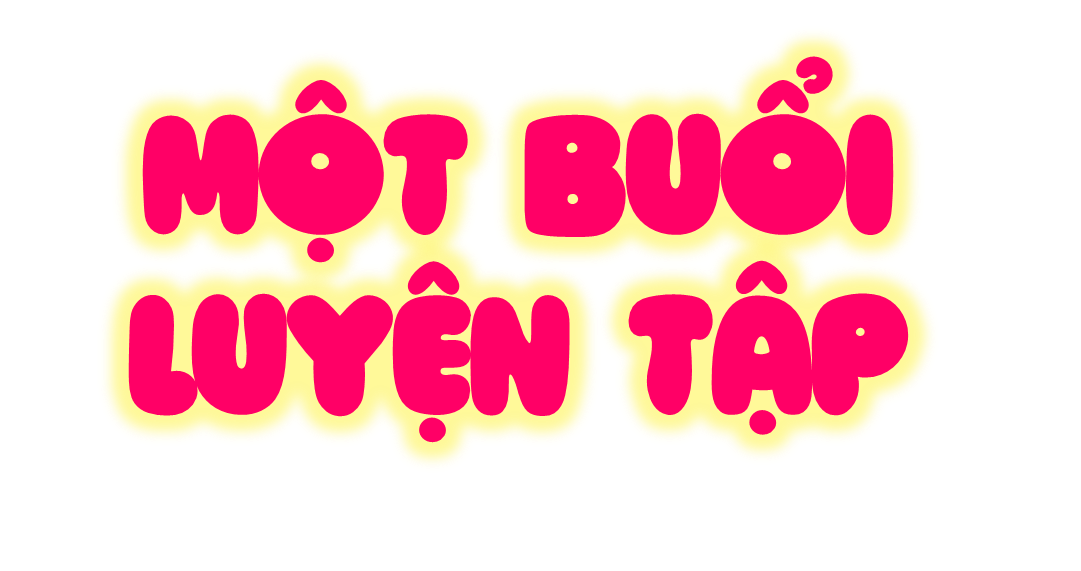 MỘT BUỔI
LUYỆN TẬP